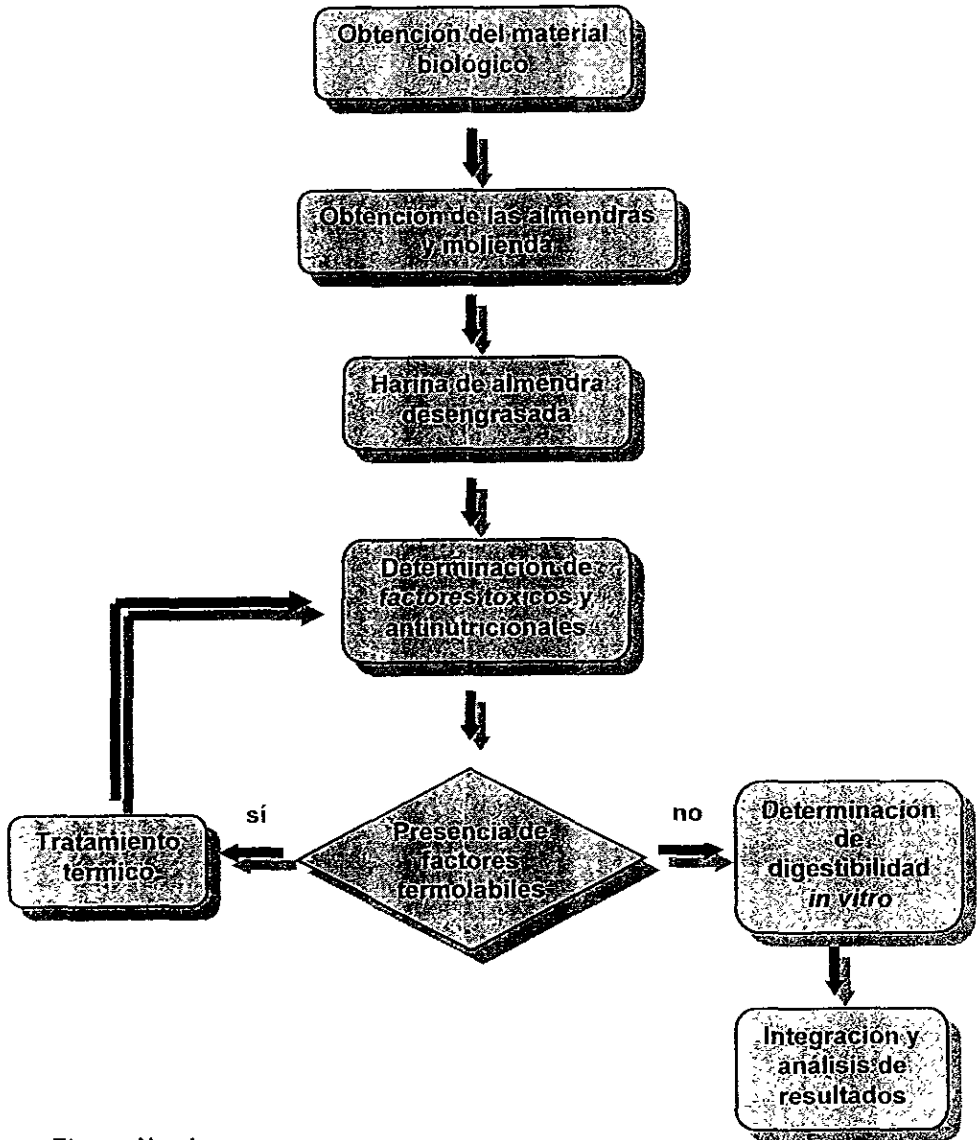 Obtención del material
biológico
Obtención de las almendras
y molienda
Harina de almendra
desengrasada
Determinación de
factores tóxicos y
antinutricionales
Presencia de
factores
termolabiles
sí
no
Tratamiento
térmico
Determinación
de
digestibilidad
in vitro
Integración y
análisis de
resultados